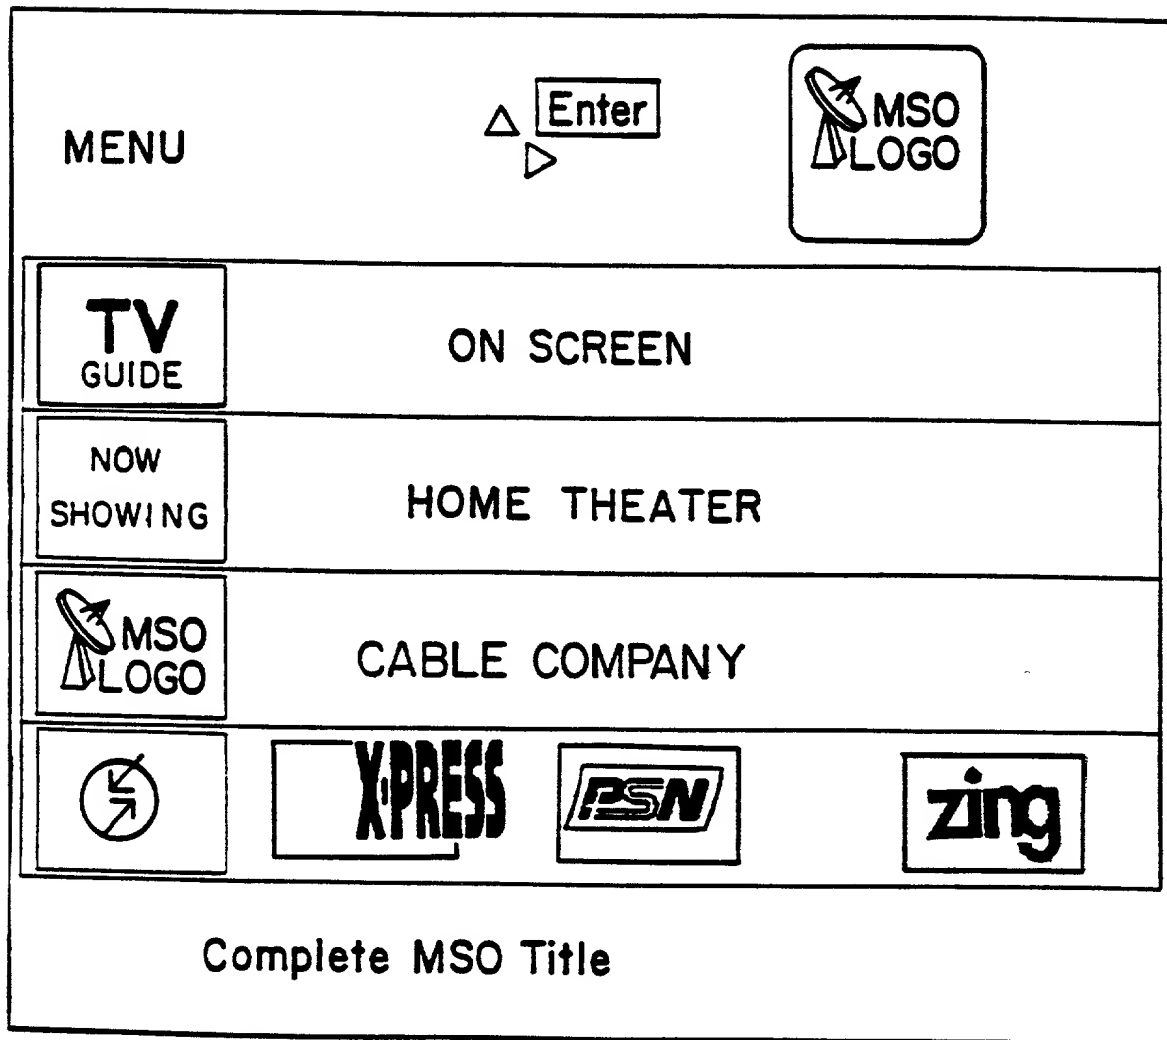 MENU
Enter
MSO
LOGO
TV
GUIDE
ON SCREEN
NOW
SHOWING
HOME THEATER
MSO
LOGO
CABLE COMPANY
X•PRESS
PSN
zing
Complete MSO Title